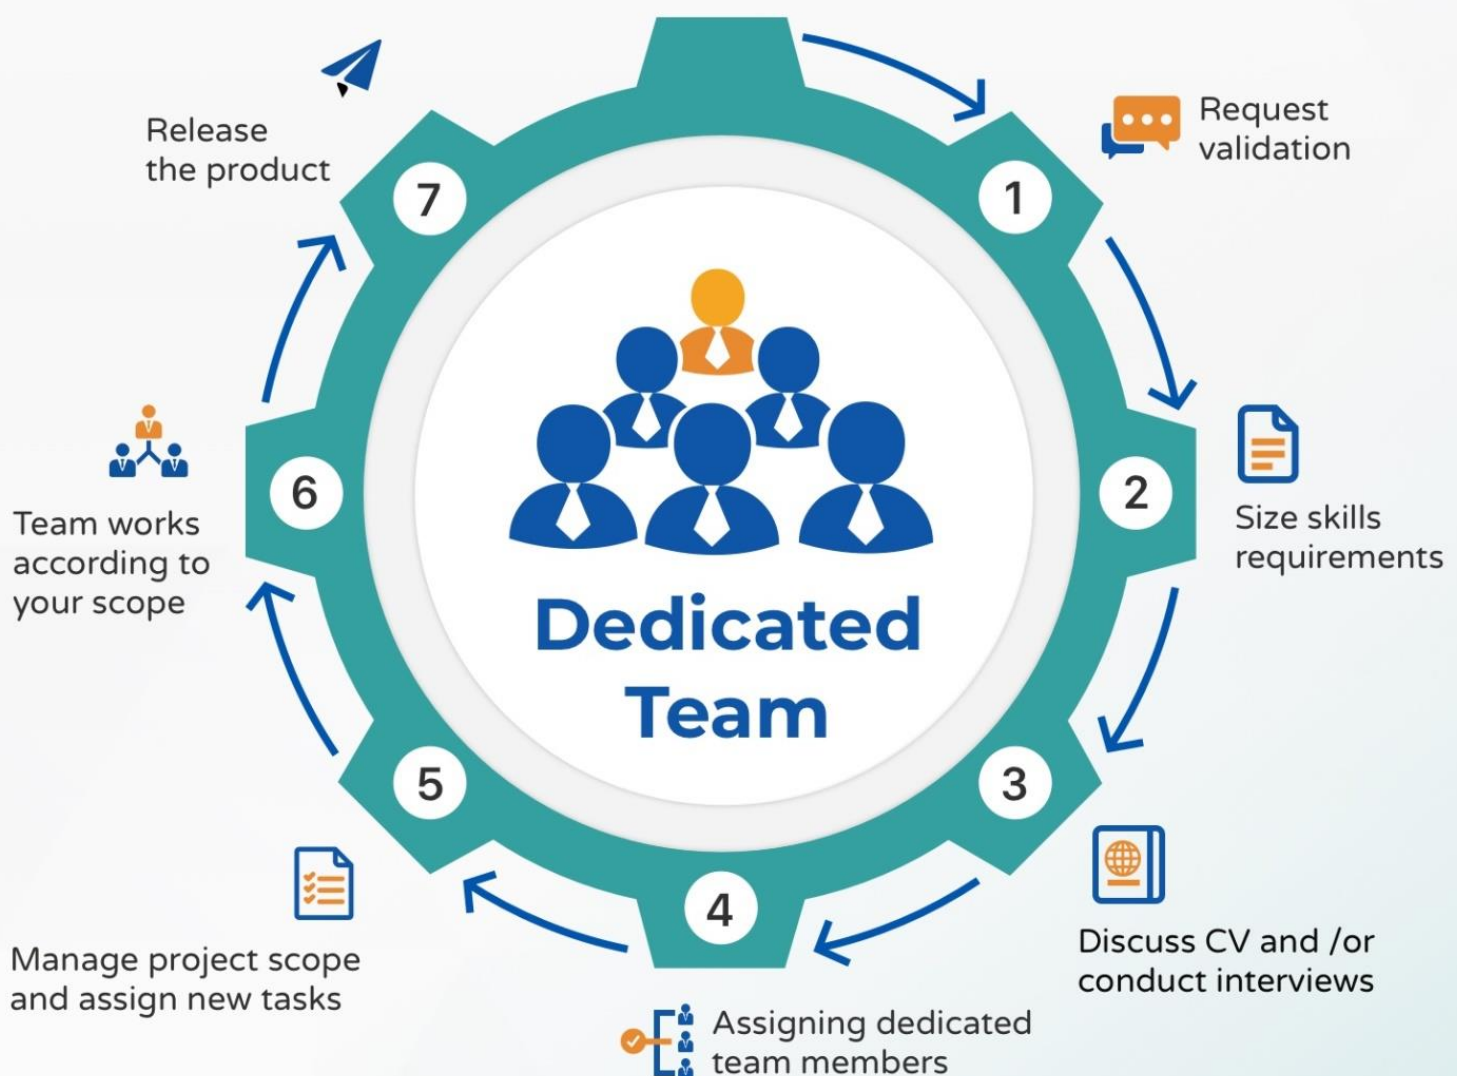 Dedicated
Team
1
Request
validation
2
Size skills
requirements
3
Discuss CV and /or
conduct interviews
4
Assigning dedicated
team members
5
Manage project scope
and assign new tasks
6
Team works
according to
your scope
7
Release
the product